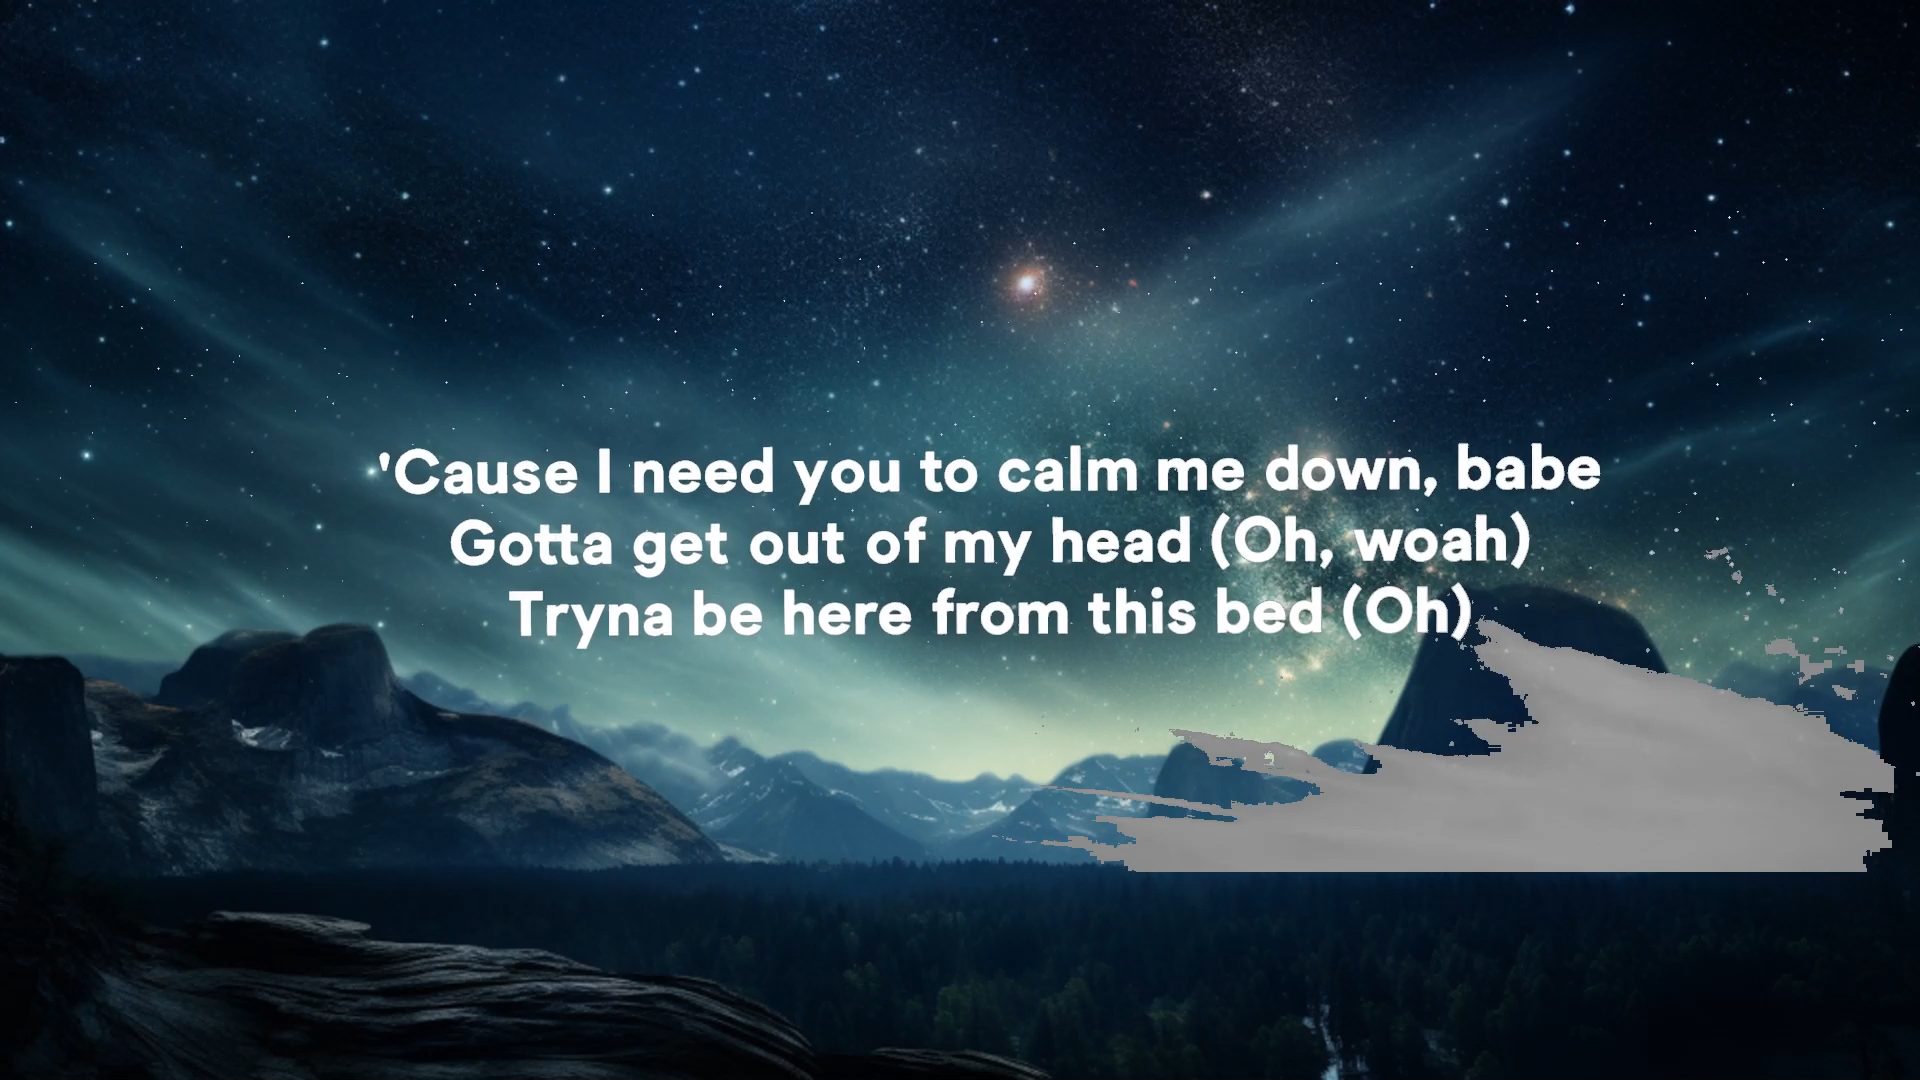 'Cause I need you to calm me down, babe
Gotta get out of my head (Oh, woah)
Tryna be here from this bed (Oh)